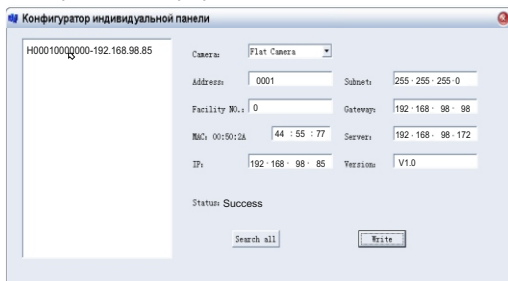 Конфигуратор индивидуальной панели
H00010000000-192.168.98.85
Camera: Flat Camera
Address: 0001 Subnet: 255 · 255 · 255 · 0
Facility NO.: 0 Gateway: 192 · 168 · 98 · 98
MAC: 00:50:2A 44 : 55 : 77 Server: 192 · 168 · 98 · 172
IP: 192 · 168 · 98 · 85 Version: V1.0
Status: Success
Search all Write